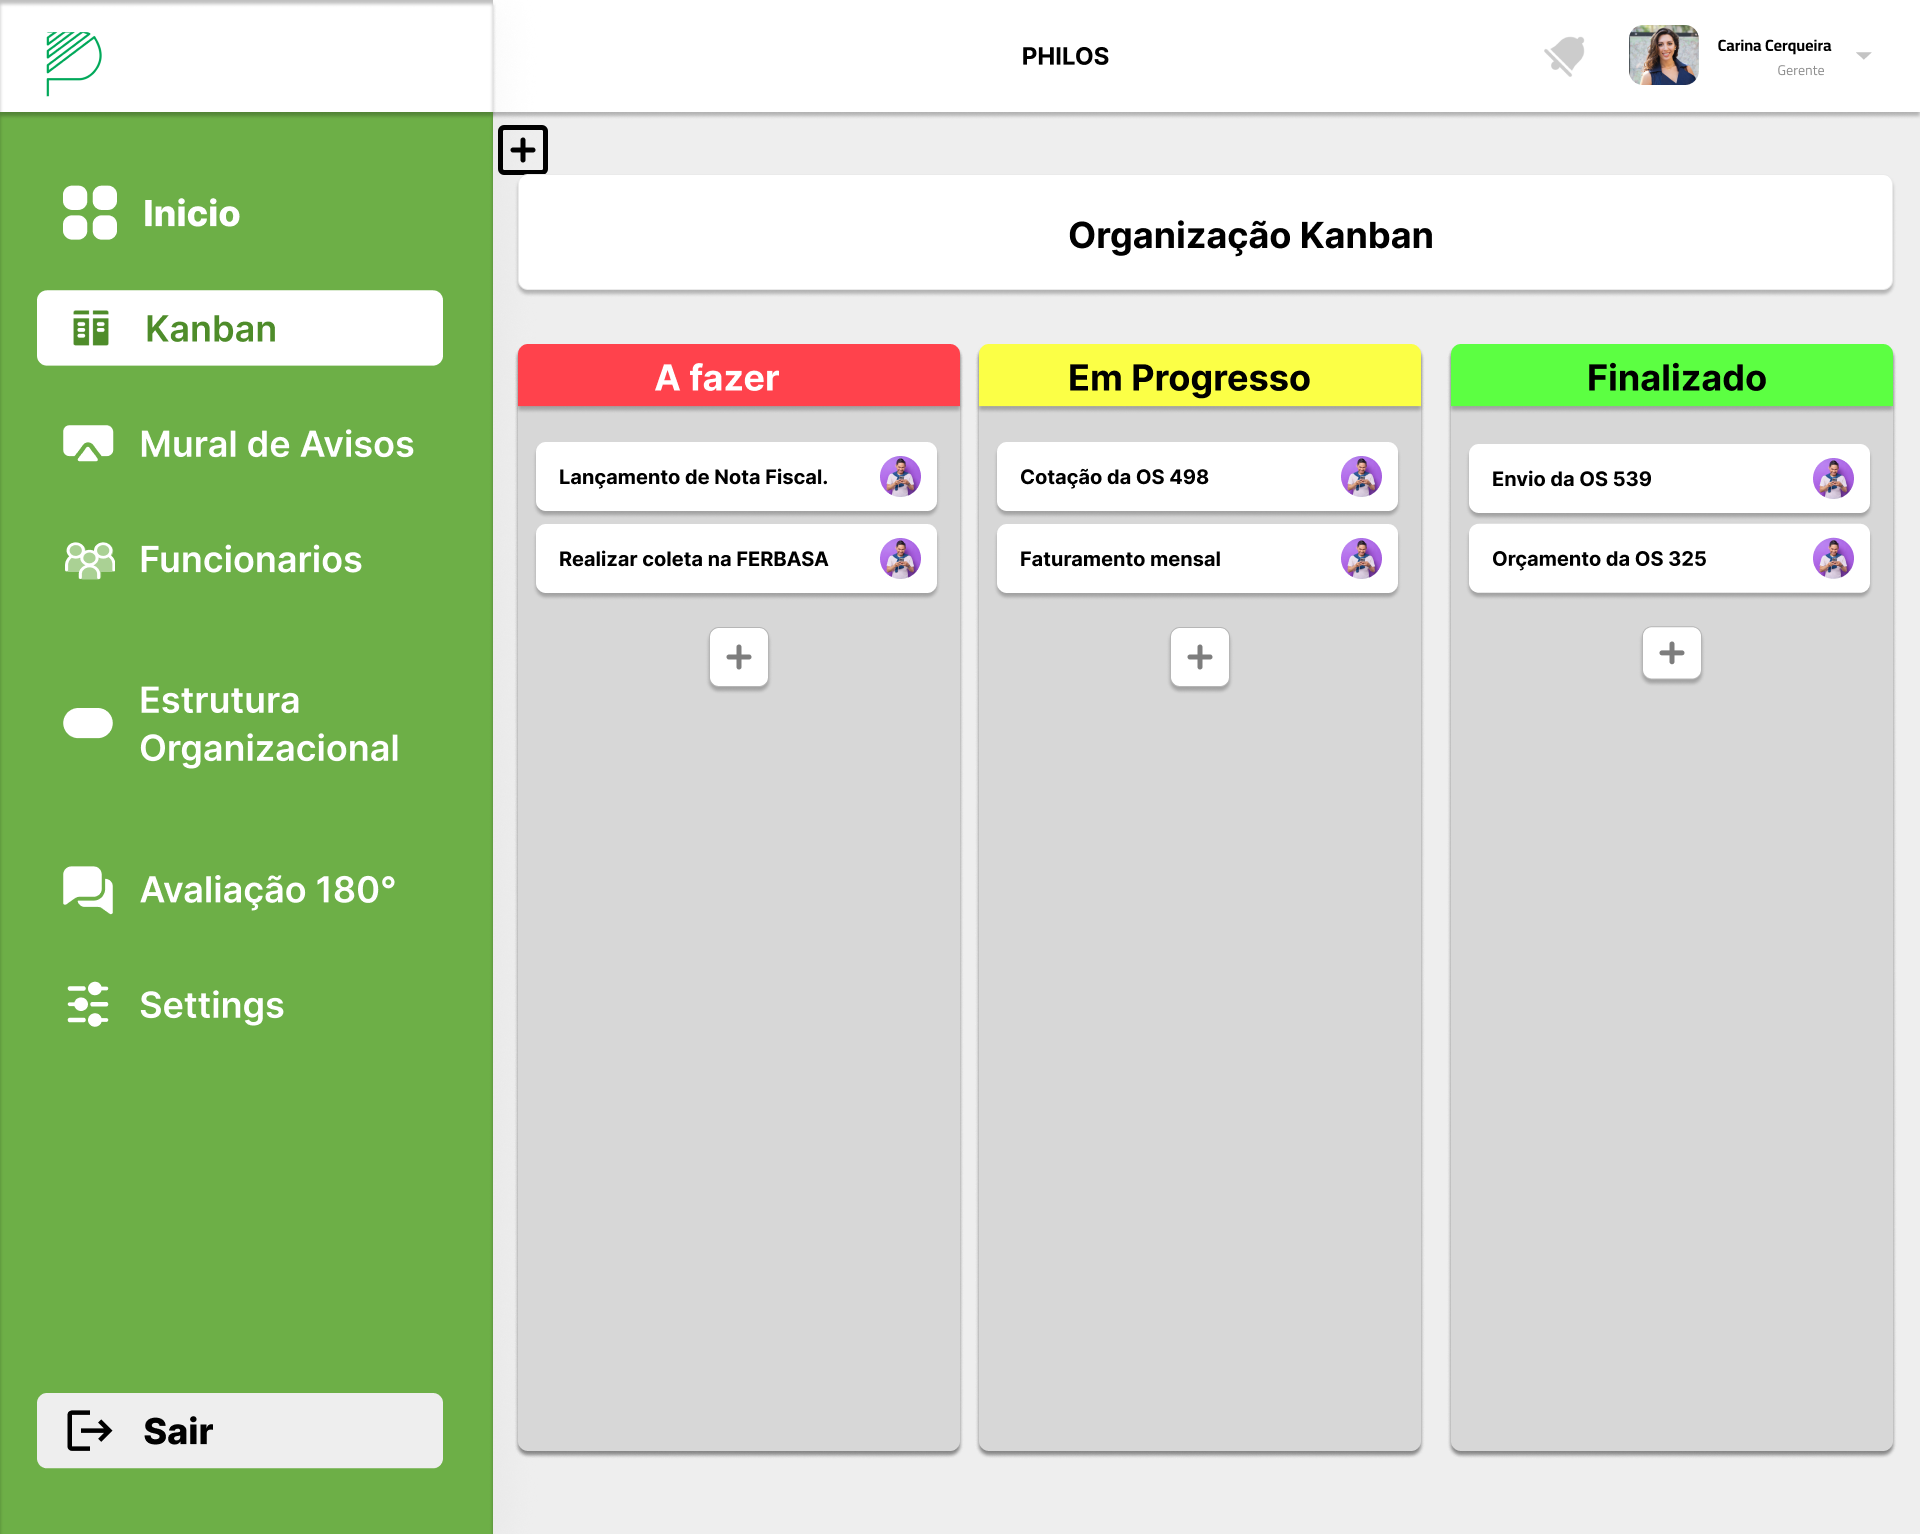 PHILOS
Carina Cerqueira
Gerente
Inicio
Kanban
Mural de Avisos
Funcionarios
Estrutura
Organizacional
Avaliação 180°
Settings
Sair
Organização Kanban
A fazer
Lançamento de Nota Fiscal.
Realizar coleta na FERBASA
Em Progresso
Cotação da OS 498
Faturamento mensal
Finalizado
Envio da OS 539
Orçamento da OS 325